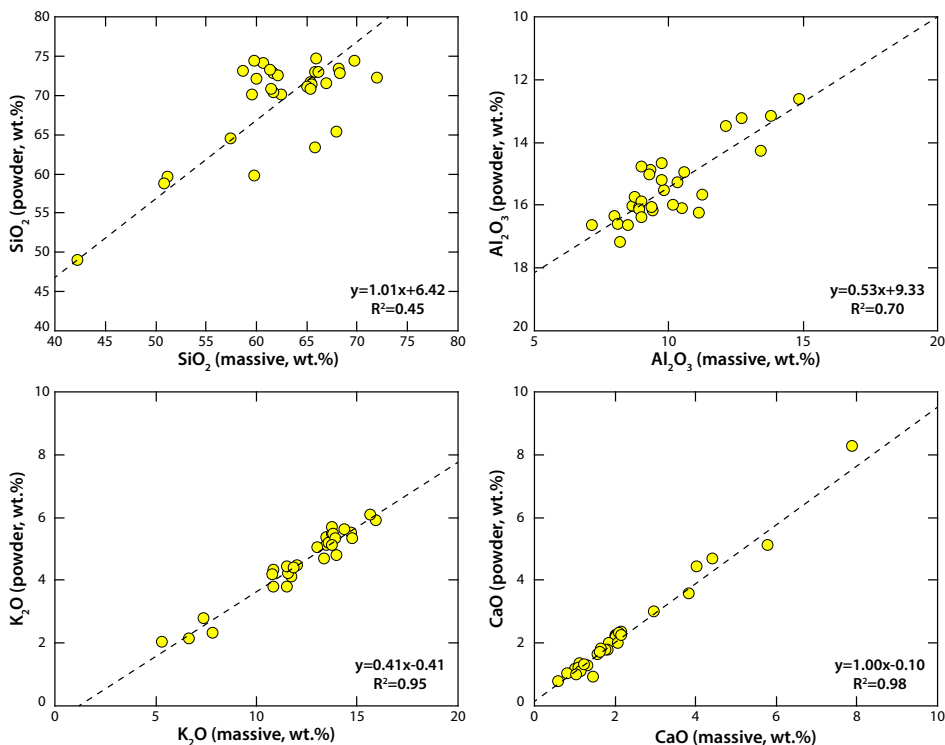 80
75
70
65
60
55
50
45
40
SiO₂ (powder, wt.%)
y=1.01x+6.42
R²=0.45
40 45 50 55 60 65 70 75 80
SiO₂ (massive, wt.%)
10
12
14
16
18
20
Al₂O₃ (powder, wt.%)
y=0.53x+9.33
R²=0.70
5 10 15 20
Al₂O₃ (massive, wt.%)
10
8
6
4
2
0
K₂O (powder, wt.%)
y=0.41x-0.41
R²=0.95
0 5 10 15 20
K₂O (massive, wt.%)
10
8
6
4
2
0
CaO (powder, wt.%)
y=1.00x-0.10
R²=0.98
0 2 4 6 8 10
CaO (massive, wt.%)